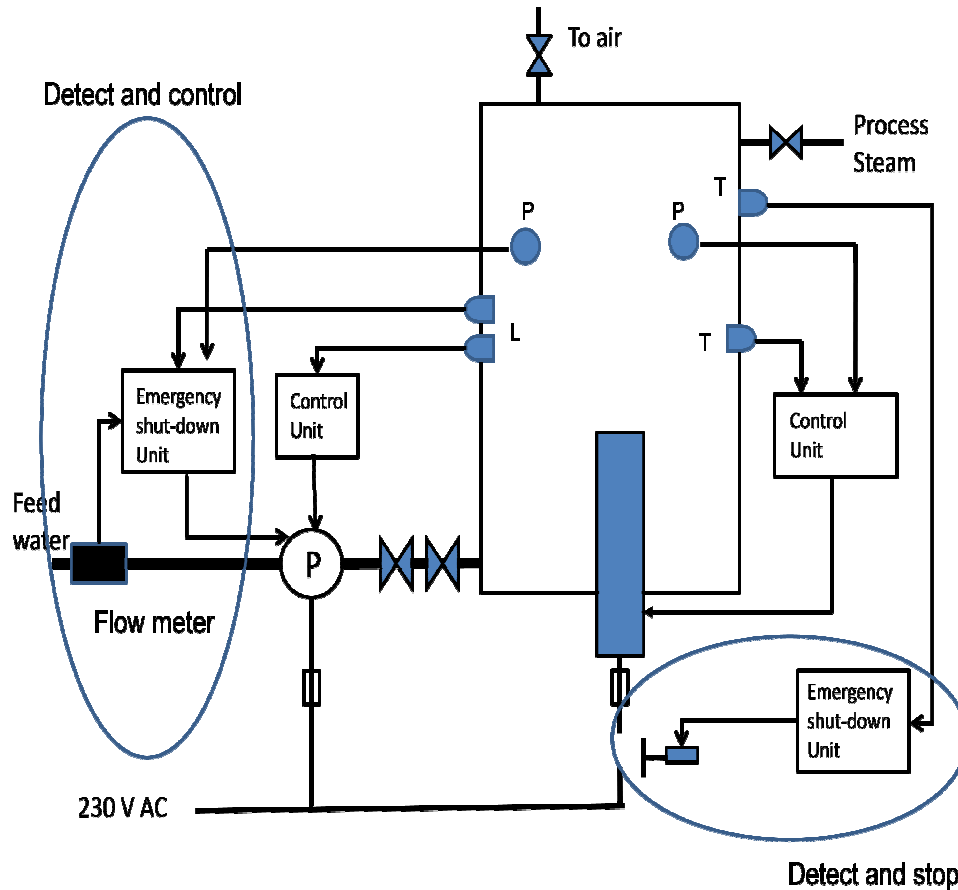 To air
Detect and control
Process
Steam
T
P
P
L
T
Emergency
shut-down
Unit
Control
Unit
Control
Unit
Feed
water
P
Flow meter
Emergency
shut-down
Unit
230 V AC
Detect and stop